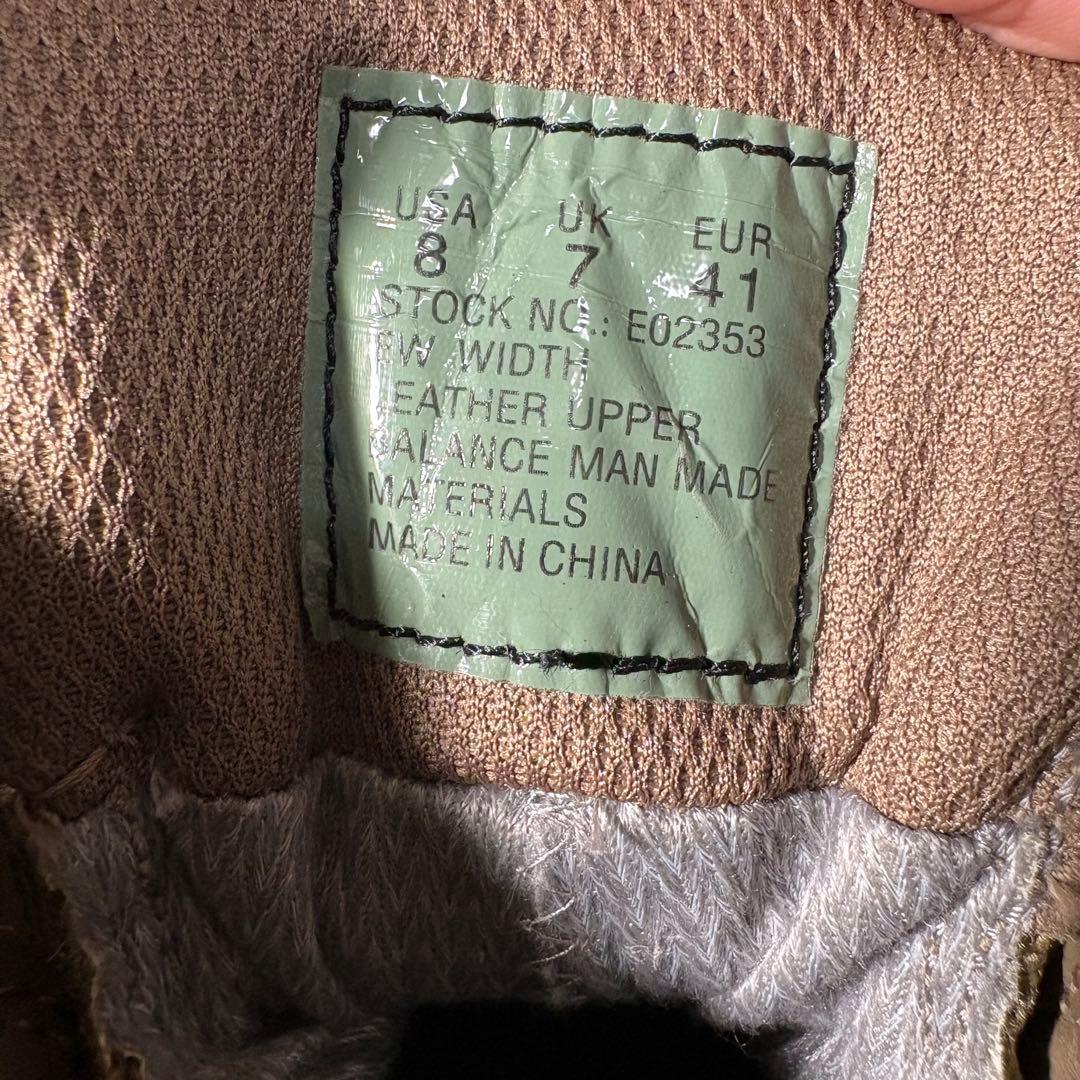 USA UK EUR
8 7 41
STOCK NO.: E02353
EW WIDTH
LEATHER UPPER
BALANCE MAN MADE
MATERIALS
MADE IN CHINA